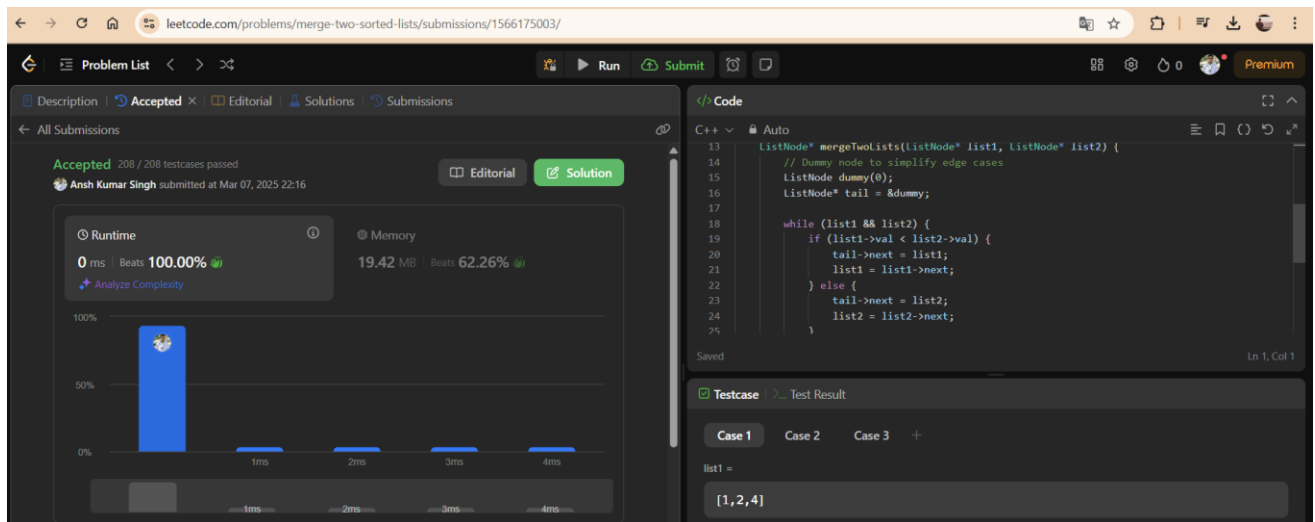 leetcode.com/problems/merge-two-sorted-lists/submissions/1566175003/
Problem List
Run
Submit
0
Premium
Description
Accepted
Editorial
Solutions
Submissions
All Submissions
Accepted 208 / 208 testcases passed
Ansh Kumar Singh submitted at Mar 07, 2025 22:16
Editorial
Solution
Runtime
0 ms Beats 100.00%
Analyze Complexity
Memory
19.42 MB Beats 62.26%
100%
50%
0%
1ms 2ms 3ms 4ms
1ms 2ms 3ms 4ms
</> Code
C++ Auto
13 ListNode* mergeTwoLists(ListNode* list1, ListNode* list2) {
14 // Dummy node to simplify edge cases
15 ListNode dummy(0);
16 ListNode* tail = &dummy;
17
18 while (list1 && list2) {
19 if (list1->val < list2->val) {
20 tail->next = list1;
21 list1 = list1->next;
22 } else {
23 tail->next = list2;
24 list2 = list2->next;
25 }
Saved Ln 1, Col 1
Testcase >_ Test Result
Case 1 Case 2 Case 3 +
list1 =
[1,2,4]